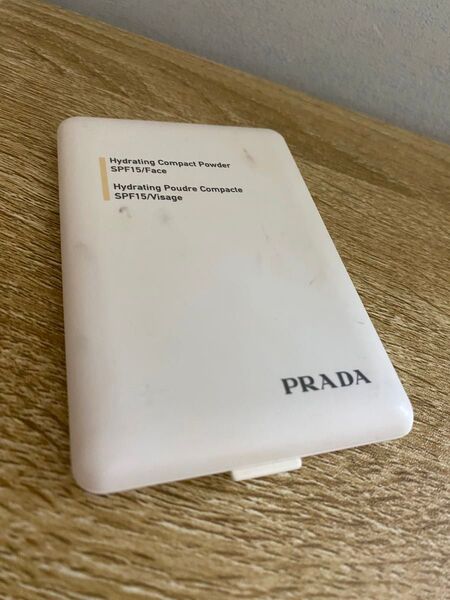 Hydrating Compact Powder
SPF15/Face
Hydrating Poudre Compacte
SPF15/Visage
PRADA